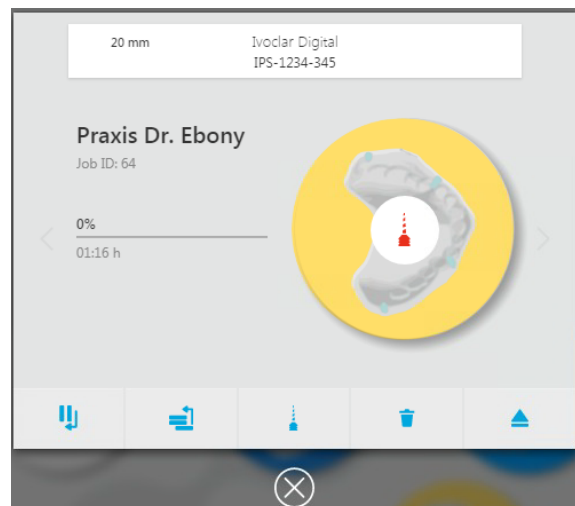 20 mm
Ivoclar Digital
IPS-1234-345
Praxis Dr. Ebony
Job ID: 64
0%
01:16 h